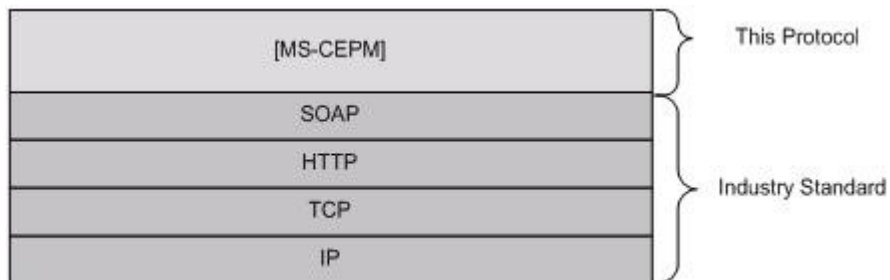 [MS-CEPM]
This Protocol
SOAP
HTTP
TCP
IP
Industry Standard